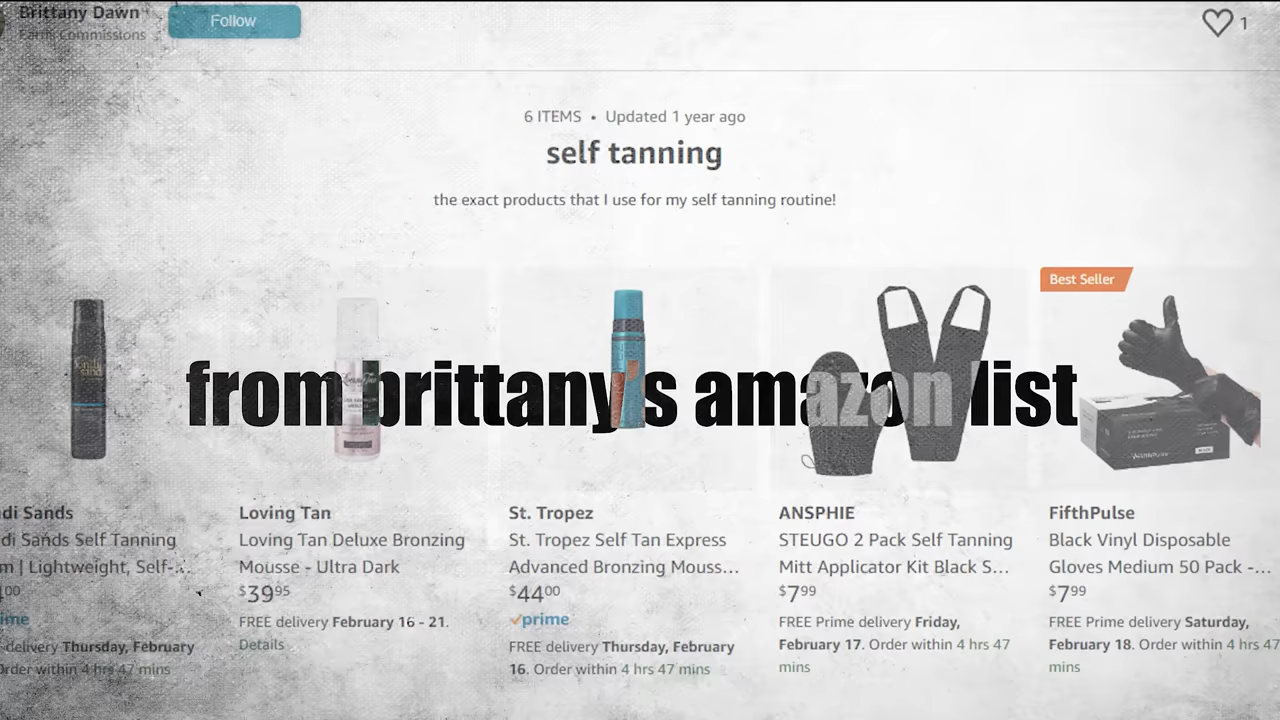 Brittany Dawn
Earns Commissions
Follow
1
6 ITEMS • Updated 1 year ago
self tanning
the exact products that I use for my self tanning routine!
Best Seller
from brittany's amazon list
di Sands
di Sands Self Tanning
m | Lightweight, Self-...
00
ime
delivery Thursday, February
Order within 4 hrs 47 mins
Loving Tan
Loving Tan Deluxe Bronzing
Mousse - Ultra Dark
$39 95
FREE delivery February 16 - 21.
Details
St. Tropez
St. Tropez Self Tan Express
Advanced Bronzing Mouss...
$44 00
prime
FREE delivery Thursday, February
16. Order within 4 hrs 47 mins
ANSPHIE
STEUGO 2 Pack Self Tanning
Mitt Applicator Kit Black S...
$7 99
FREE Prime delivery Friday,
February 17. Order within 4 hrs 47
mins
FifthPulse
Black Vinyl Disposable
Gloves Medium 50 Pack -...
$7 99
FREE Prime delivery Saturday,
February 18. Order within 4 hrs 47
mins